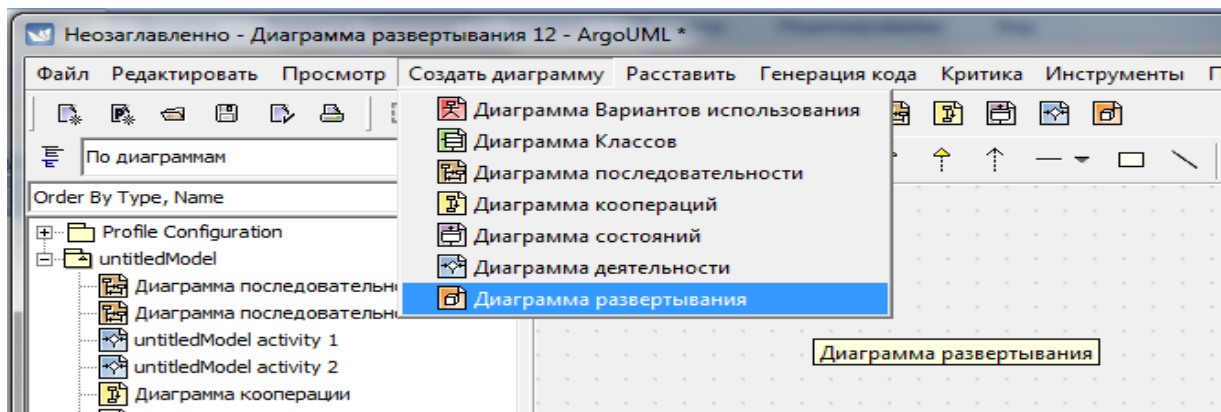 Неозаглавленно - Диаграмма развертывания 12 - ArgoUML *
Файл Редактировать Просмотр Создать диаграмму Расставить Генерация кода Критика Инструменты
Диаграмма Вариантов использования
Диаграмма Классов
Диаграмма последовательности
Диаграмма коопераций
Диаграмма состояний
Диаграмма деятельности
Диаграмма развертывания
По диаграммам
Order By Type, Name
Profile Configuration
untitledModel
Диаграмма последовательно
Диаграмма последовательно
untitledModel activity 1
untitledModel activity 2
Диаграмма кооперации
Диаграмма развертывания